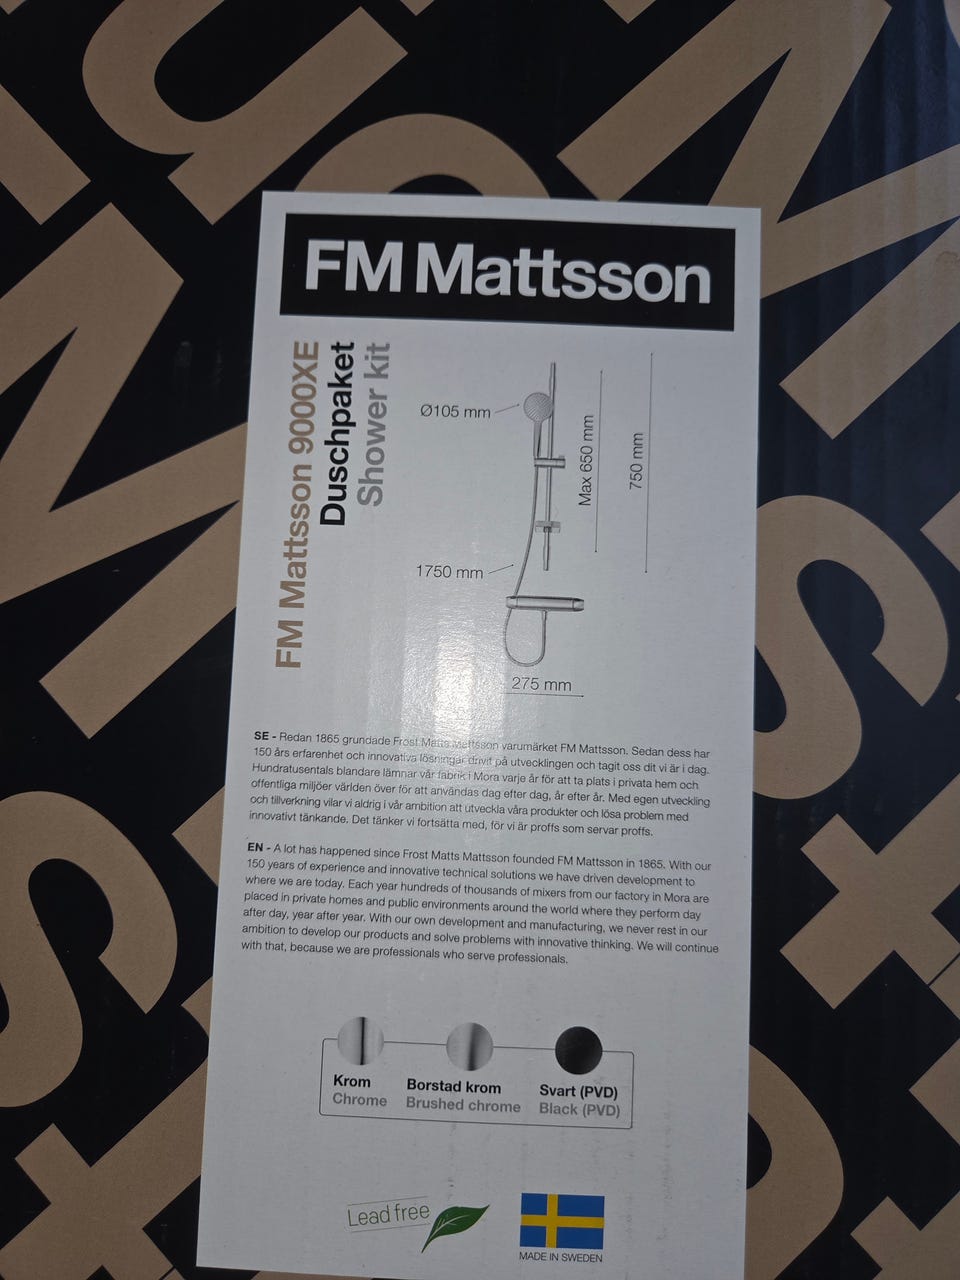 FM Mattsson
FM Mattsson 9000XE
Duschpaket
Shower kit
Ø105 mm
Max 650 mm
750 mm
1750 mm
275 mm
SE - Redan 1865 grundade Frost Matts Mattsson varumärket FM Mattsson. Sedan dess har
150 års erfarenhet och innovativa lösningar drivit på utvecklingen och tagit oss dit vi är i dag.
Hundratusentals blandare lämnar vår fabrik i Mora varje år för att ta plats i privata hem och
offentliga miljöer världen över för att användas dag efter dag, år efter år. Med egen utveckling
och tillverkning vilar vi aldrig i vår ambition att utveckla våra produkter och lösa problem med
innovativt tänkande. Det tänker vi fortsätta med, för vi är proffs som servar proffs.
EN - A lot has happened since Frost Matts Mattsson founded FM Mattsson in 1865. With our
150 years of experience and innovative technical solutions we have driven development to
where we are today. Each year hundreds of thousands of mixers from our factory in Mora are
placed in private homes and public environments around the world where they perform day
after day, year after year. With our own development and manufacturing, we never rest in our
ambition to develop our products and solve problems with innovative thinking. We will continue
with that, because we are professionals who serve professionals.
Krom
Chrome
Borstad krom
Brushed chrome
Svart (PVD)
Black (PVD)
Lead free
MADE IN SWEDEN